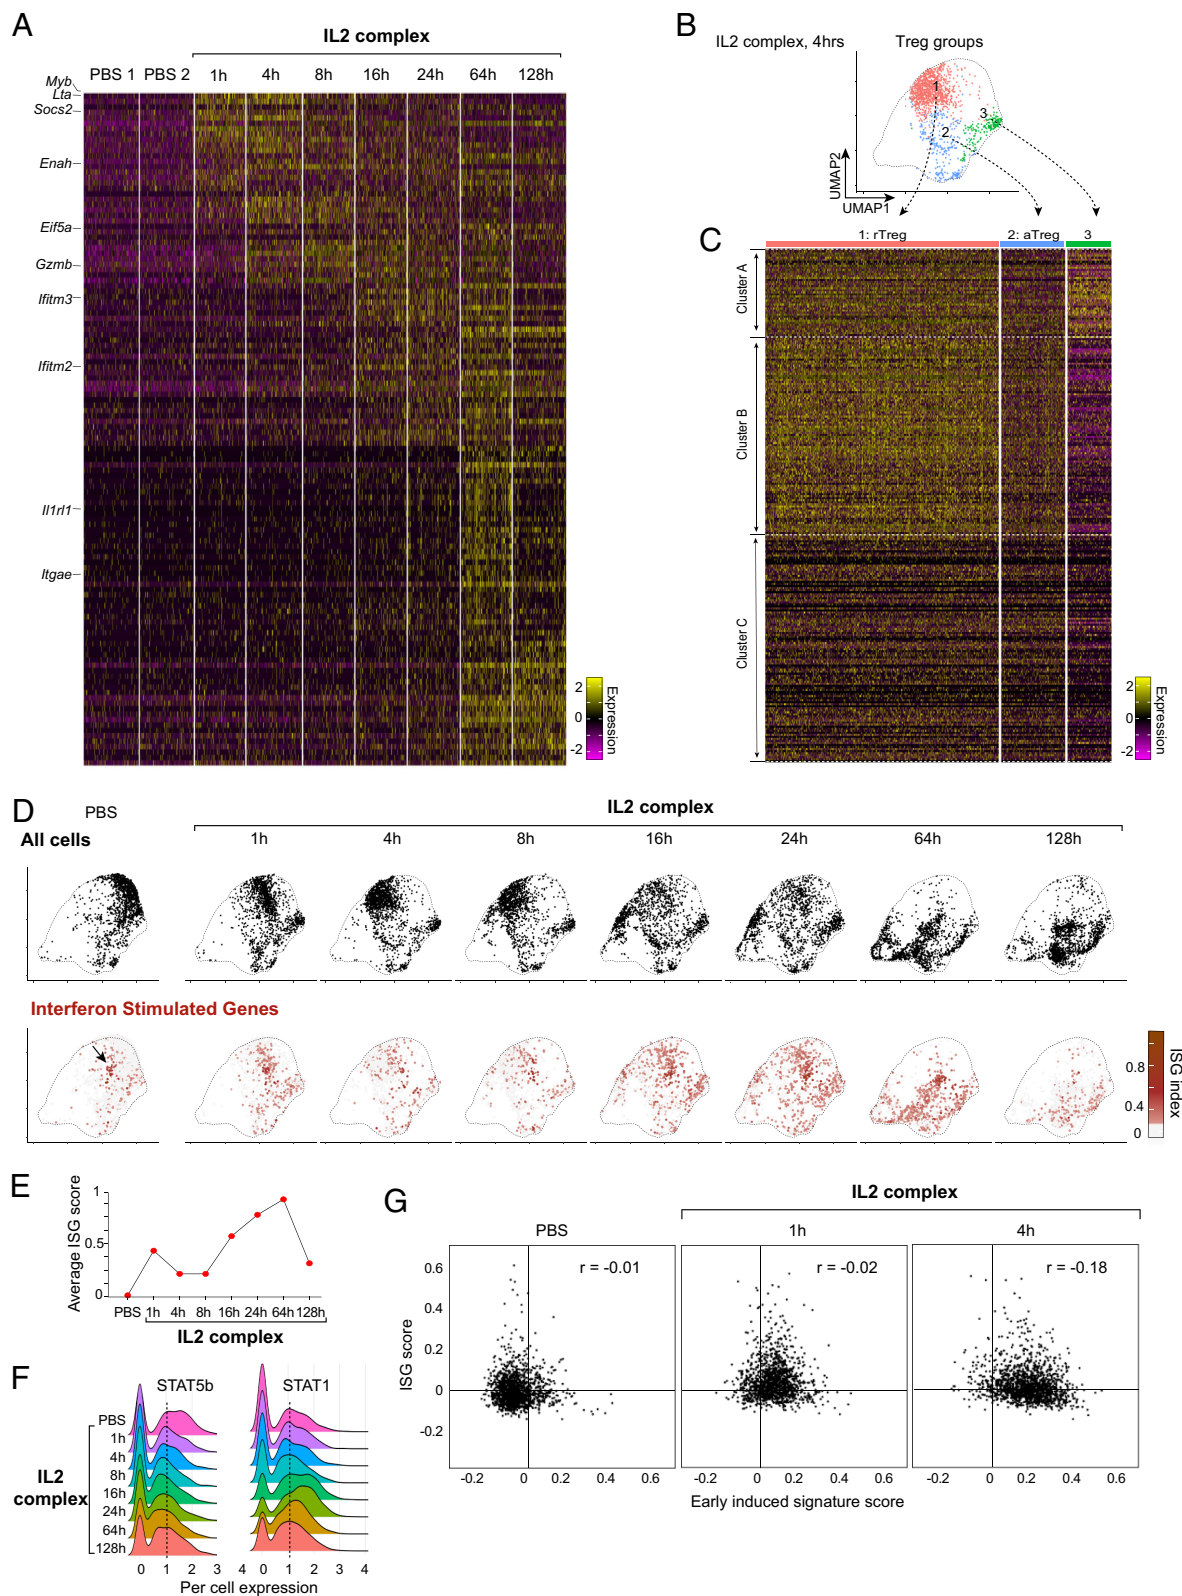 A
IL2 complex
PBS 1 PBS 2 1h 4h 8h 16h 24h 64h 128h
Myb
Lta
Socs2
Enah
Eif5a
Gzmb
Ifitm3
Ifitm2
Il1rl1
Itgae
2
0
-2
Expression
B
IL2 complex, 4hrs
Treg groups
1
2
3
UMAP2
UMAP1
C
1: rTreg 2: aTreg 3
Cluster A
Cluster B
Cluster C
2
1
0
-1
-2
Expression
D
PBS
IL2 complex
All cells
1h 4h 8h 16h 24h 64h 128h
Interferon Stimulated Genes
0.8
0.4
0
ISG index
E
Average ISG score
1
0.5
0
PBS 1h 4h 8h 16h 24h 64h 128h
IL2 complex
F
STAT5b STAT1
PBS
1h
4h
8h
16h
24h
64h
128h
IL2 complex
0 1 2 3 4 0 1 2 3 4
Per cell expression
G
IL2 complex
PBS 1h 4h
r = -0.01 r = -0.02 r = -0.18
ISG score
0.6
0.4
0.2
0
-0.2
-0.2 0 0.2 0.4 0.6 -0.2 0 0.2 0.4 0.6 -0.2 0 0.2 0.4 0.6
Early induced signature score